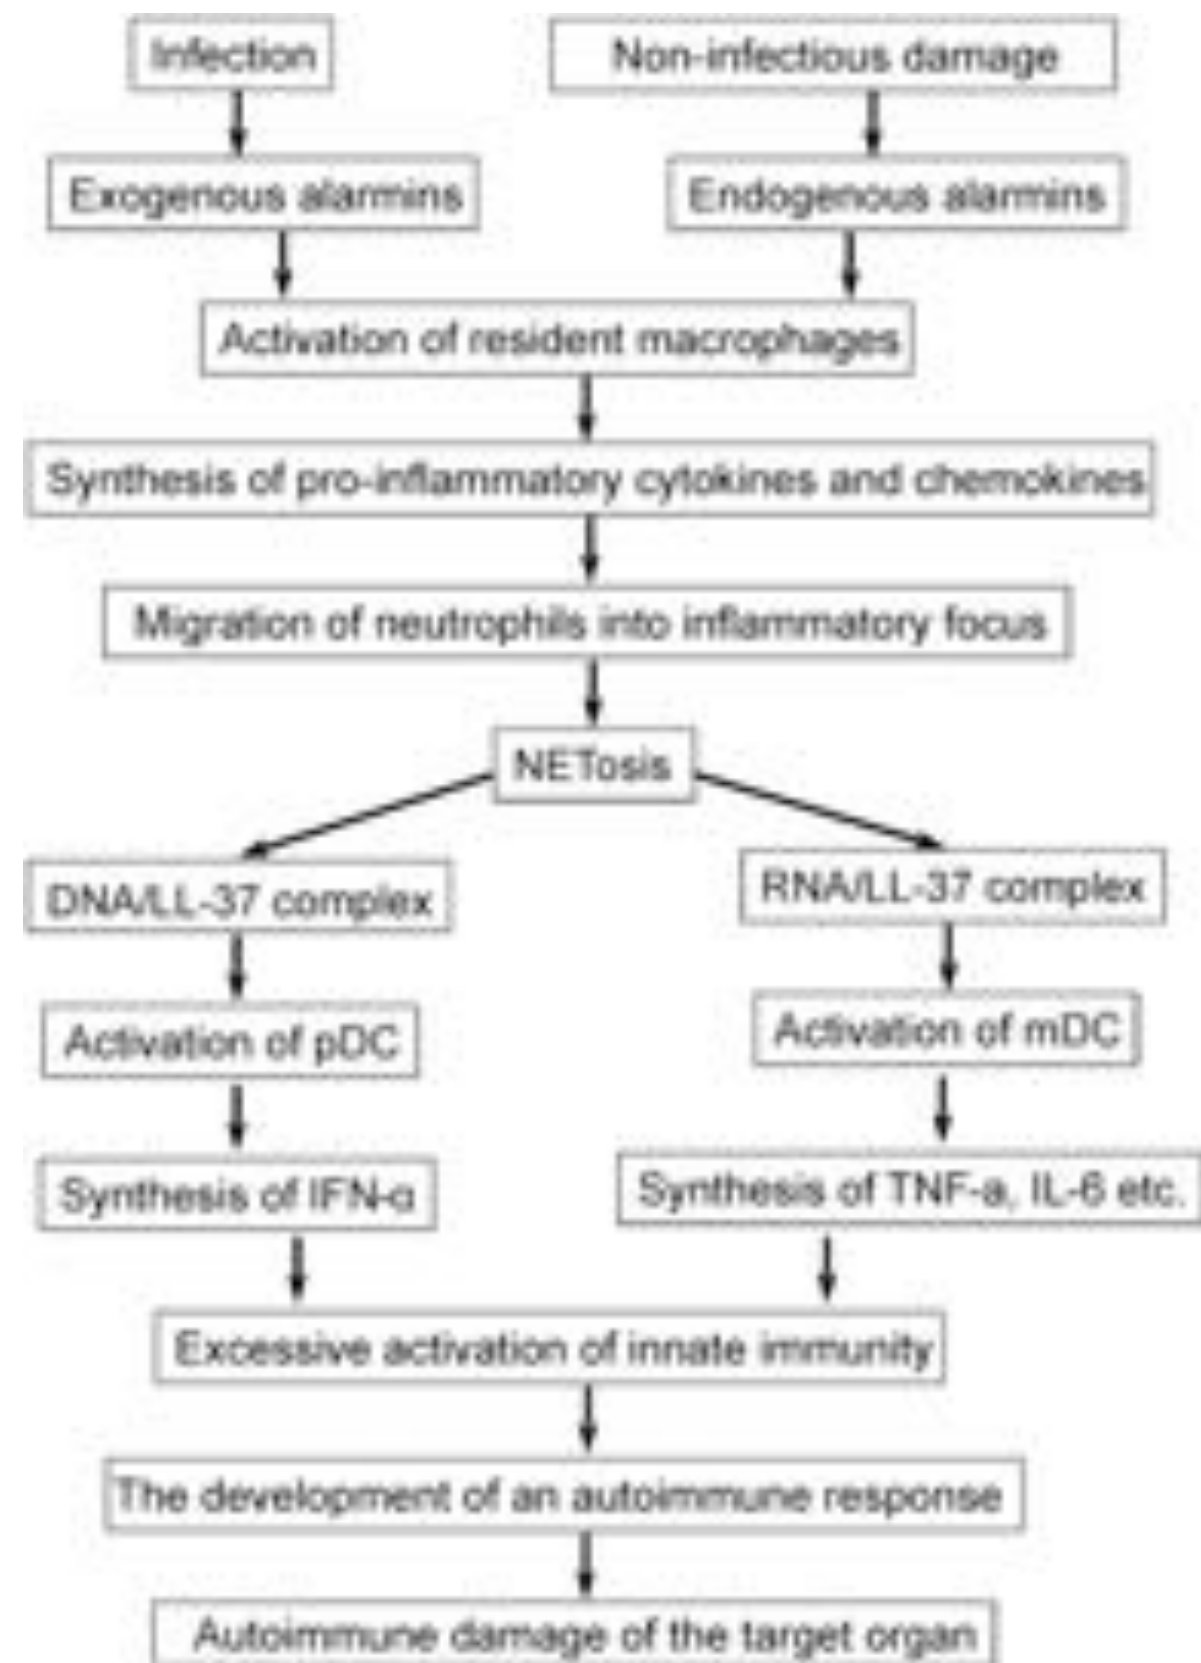 Infection
Non-infectious damage
Exogenous alarmins
Endogenous alarmins
Activation of resident macrophages
Synthesis of pro-inflammatory cytokines and chemokines
Migration of neutrophils into inflammatory focus
NETosis
DNA/LL-37 complex
RNA/LL-37 complex
Activation of pDC
Activation of mDC
Synthesis of IFN-α
Synthesis of TNF-a, IL-6 etc.
Excessive activation of innate immunity
The development of an autoimmune response
Autoimmune damage of the target organ